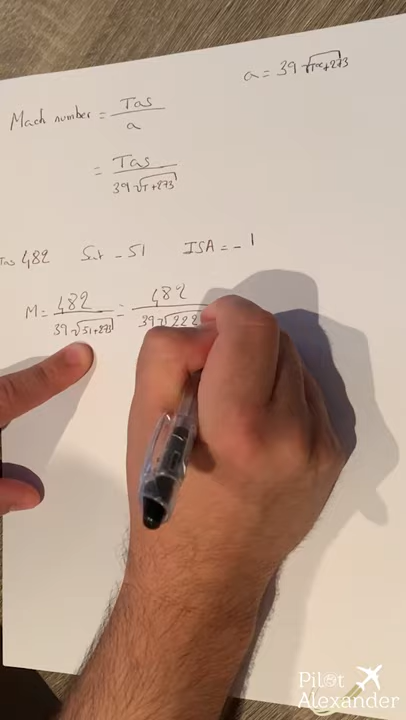 a = 39 √T°c+273
Mach number = Tas / a
= Tas / 39 √T+273
Tas 482 Sat -51 ISA = -1
M = 482 / 39 √51+273 = 482 / 39 √222
Pilot
Alexander